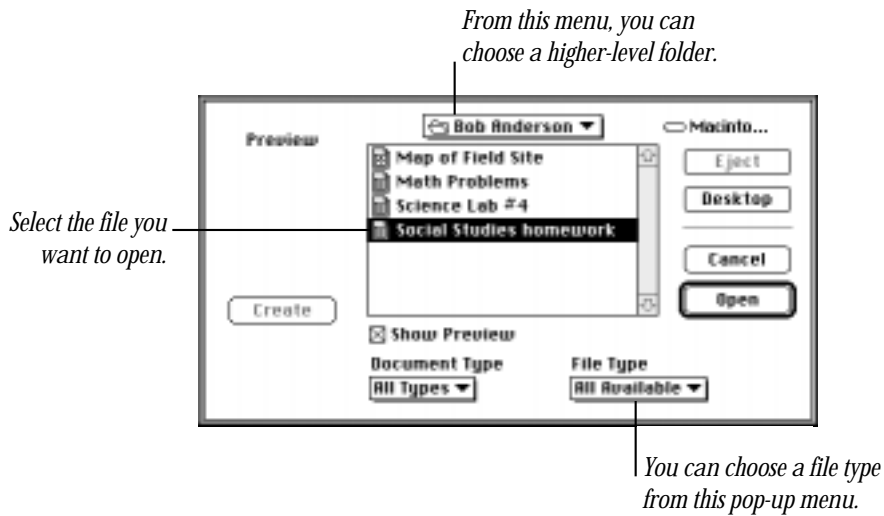 From this menu, you can
choose a higher-level folder.
Bob Anderson
Macinto...
Preview
Map of Field Site
Eject
Math Problems
Science Lab #4
Desktop
Select the file you
want to open.
Social Studies homework
Cancel
Create
Open
Show Preview
Document Type
File Type
All Types
All Available
You can choose a file type
from this pop-up menu.